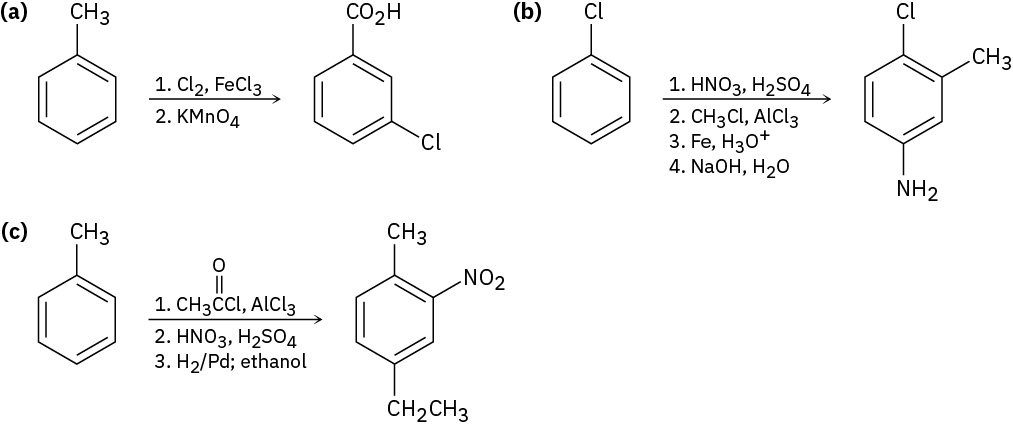 (a)
CH3
1. Cl2, FeCl3
2. KMnO4
CO2H
Cl
(b)
Cl
1. HNO3, H2SO4
2. CH3Cl, AlCl3
3. Fe, H3O+
4. NaOH, H2O
Cl
CH3
NH2
(c)
CH3
O
1. CH3CCl, AlCl3
2. HNO3, H2SO4
3. H2/Pd; ethanol
CH3
NO2
CH2CH3